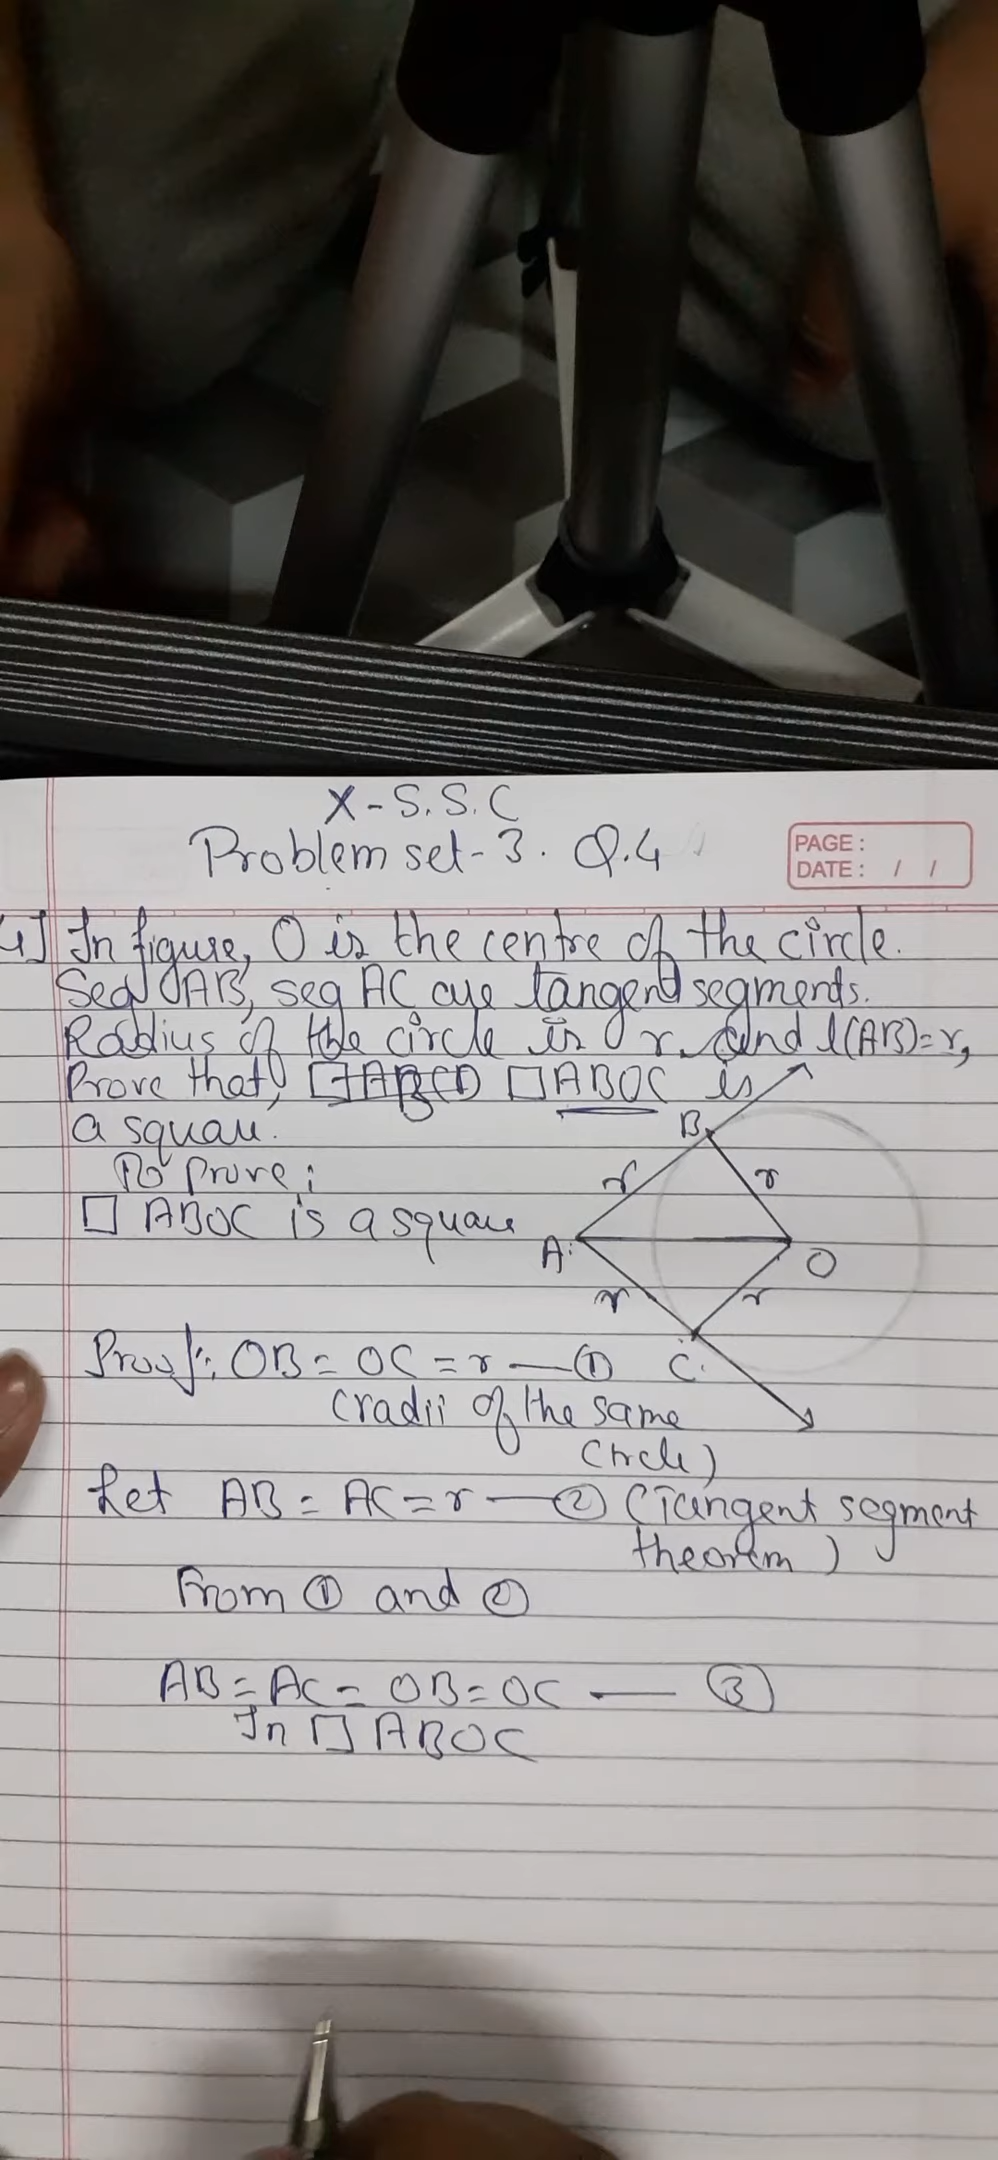 X-S.S.C
Problem set-3. Q.4
PAGE :
DATE : / /
4] In figure, O is the centre of the circle.
Seg AB, seg AC are tangent segments.
Radius of the circle is r and l(AB)=r,
Prove that, □ABOC is
a square.
To prove:
□ ABOC is a square
B
r
r
A
O
r
r
C
Proof: OB = OC = r — ①
(radii of the same
circle)
Let AB = AC = r — ② (Tangent segment
theorem)
From ① and ②
AB = AC = OB = OC — ③
In □ ABOC